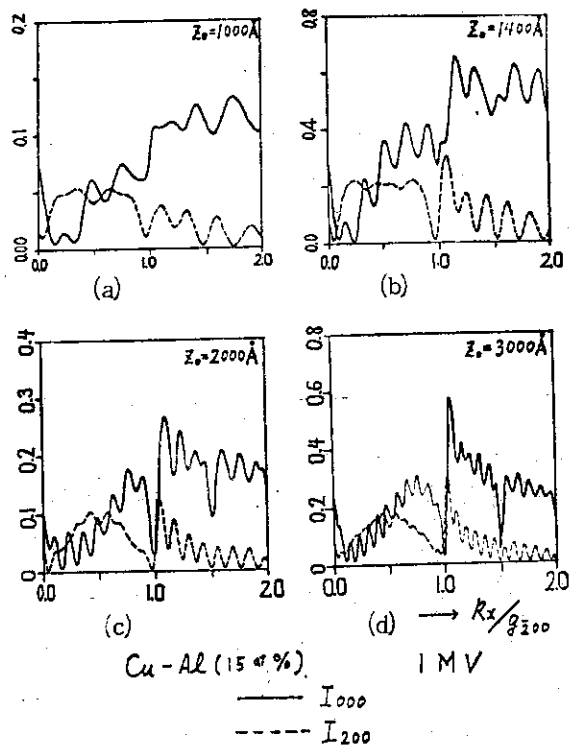 Z₀=1000Å
0.2
0.1
0.00
0.0 1.0 2.0
(a)
Z₀=1400Å
0.8
0.4
0.0
0.0 1.0 2.0
(b)
Z₀=2000Å
0.4
0.3
0.2
0.1
0
0.0 1.0 2.0
(c)
Z₀=3000Å
0.8
0.6
0.4
0.2
0
0.0 1.0 2.0
(d) → Rx/g₂̄₀₀
Cu-Al (15 at %) 1 MV
I₀₀₀
I₂₀₀